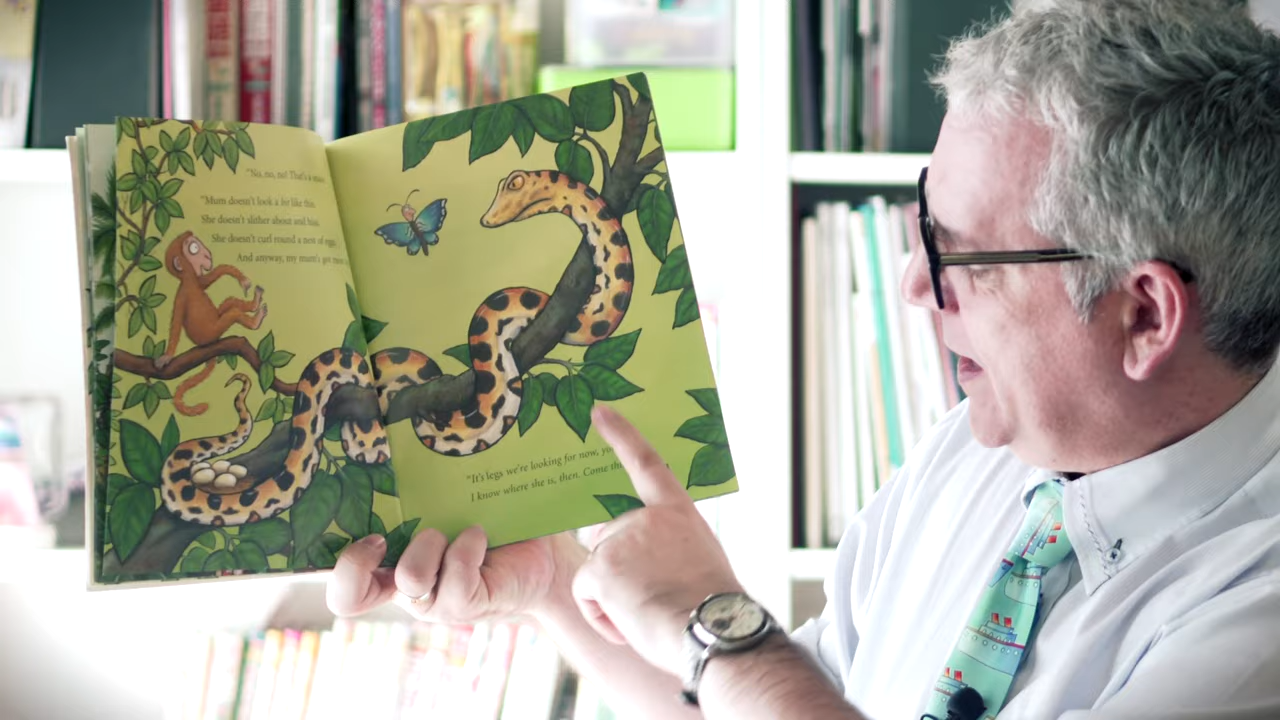 "No, no, no! That's a
"Mum doesn't look a bit like this.
She doesn't slither about and hiss.
She doesn't curl round a nest of eggs.
And anyway, my mum's got
"It's legs we're looking for now,
I know where she is, then. Come